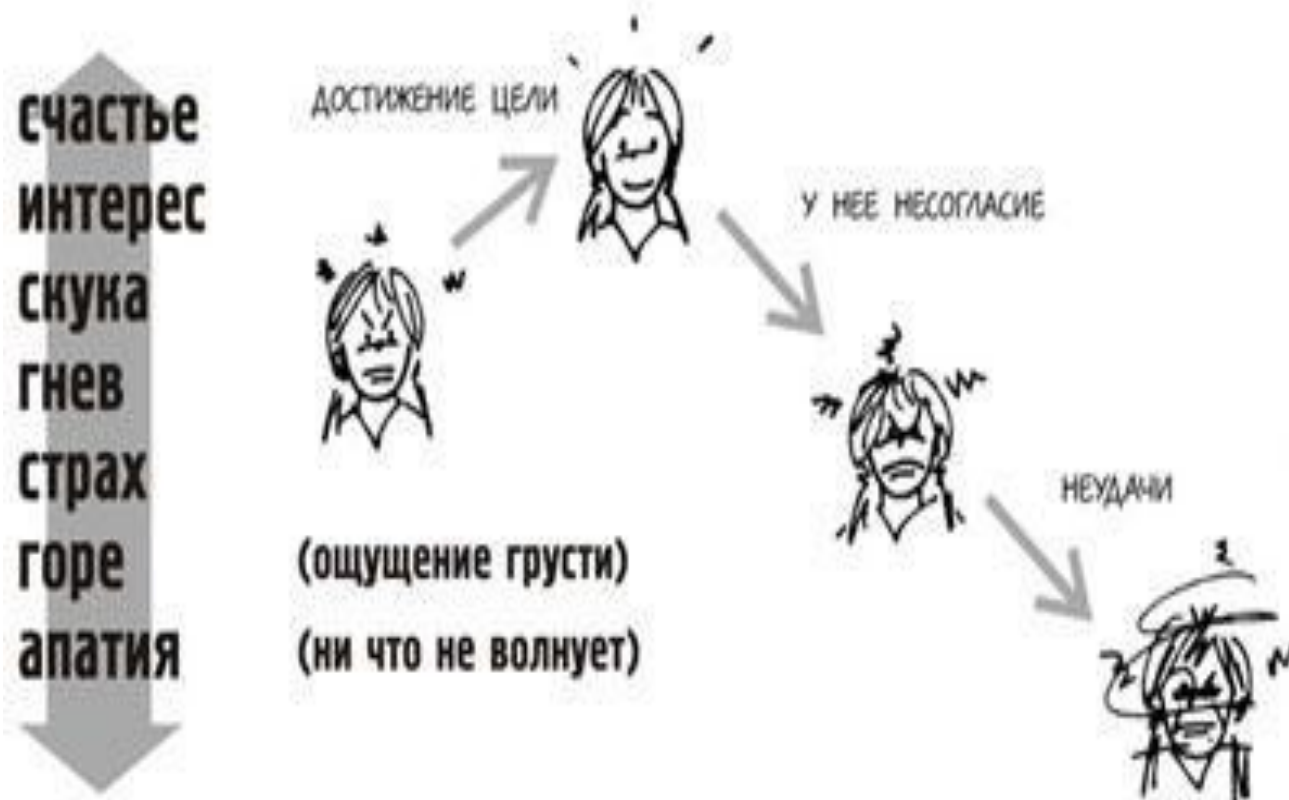 счастье
интерес
скука
гнев
страх
горе
апатия
(ощущение грусти)
(ни что не волнует)
ДОСТИЖЕНИЕ ЦЕЛИ
У НЕЕ НЕСОГЛАСИЕ
НЕУДАЧИ